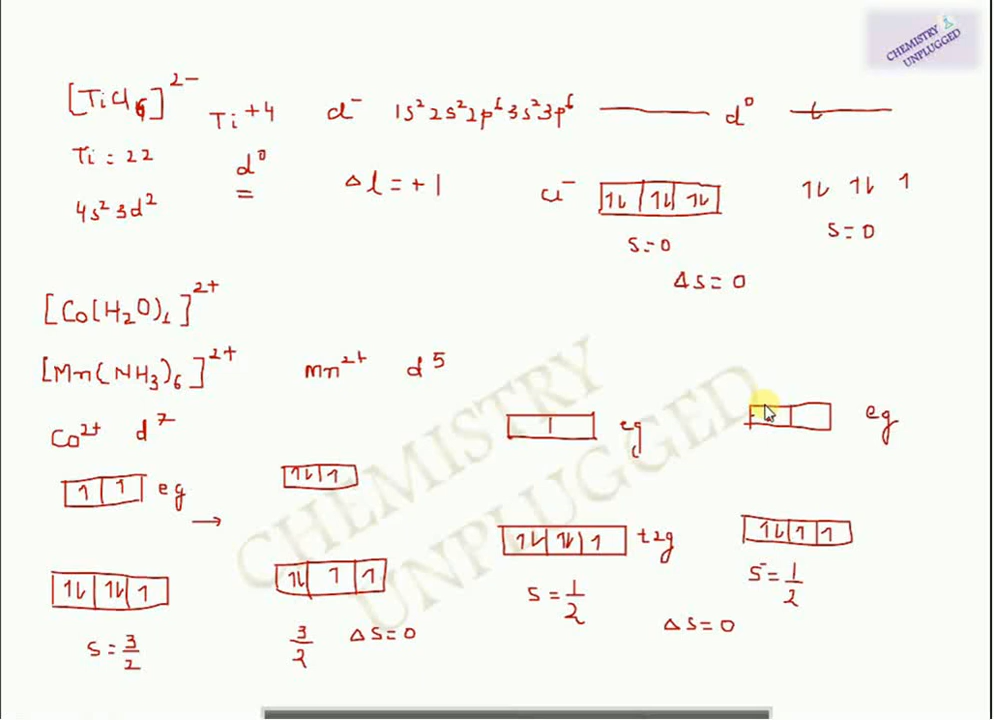 CHEMISTRY
UNPLUGGED
[TiCl6]²⁻
Ti⁺⁴ Cl⁻ 1s² 2s² 2p⁶ 3s² 3p⁶ d⁰
Ti = 22
d⁰
4s² 3d²
Δl = +1
Cl⁻ 1L 1L 1L
1L 1L 1
S=0
S=0
ΔS=0
[Co(H2O)6]²⁺
[Mn(NH3)6]²⁺ Mn²⁺ d⁵
Co²⁺ d⁷
1 1 eg →
1L 1
1 eg
eg
1L 1L 1
1L 1 1
1L 1L 1 t2g
1L 1 1
S = 3/2
3/2 ΔS=0
S = 1/2
S = 1/2
ΔS=0
CHEMISTRY
UNPLUGGED